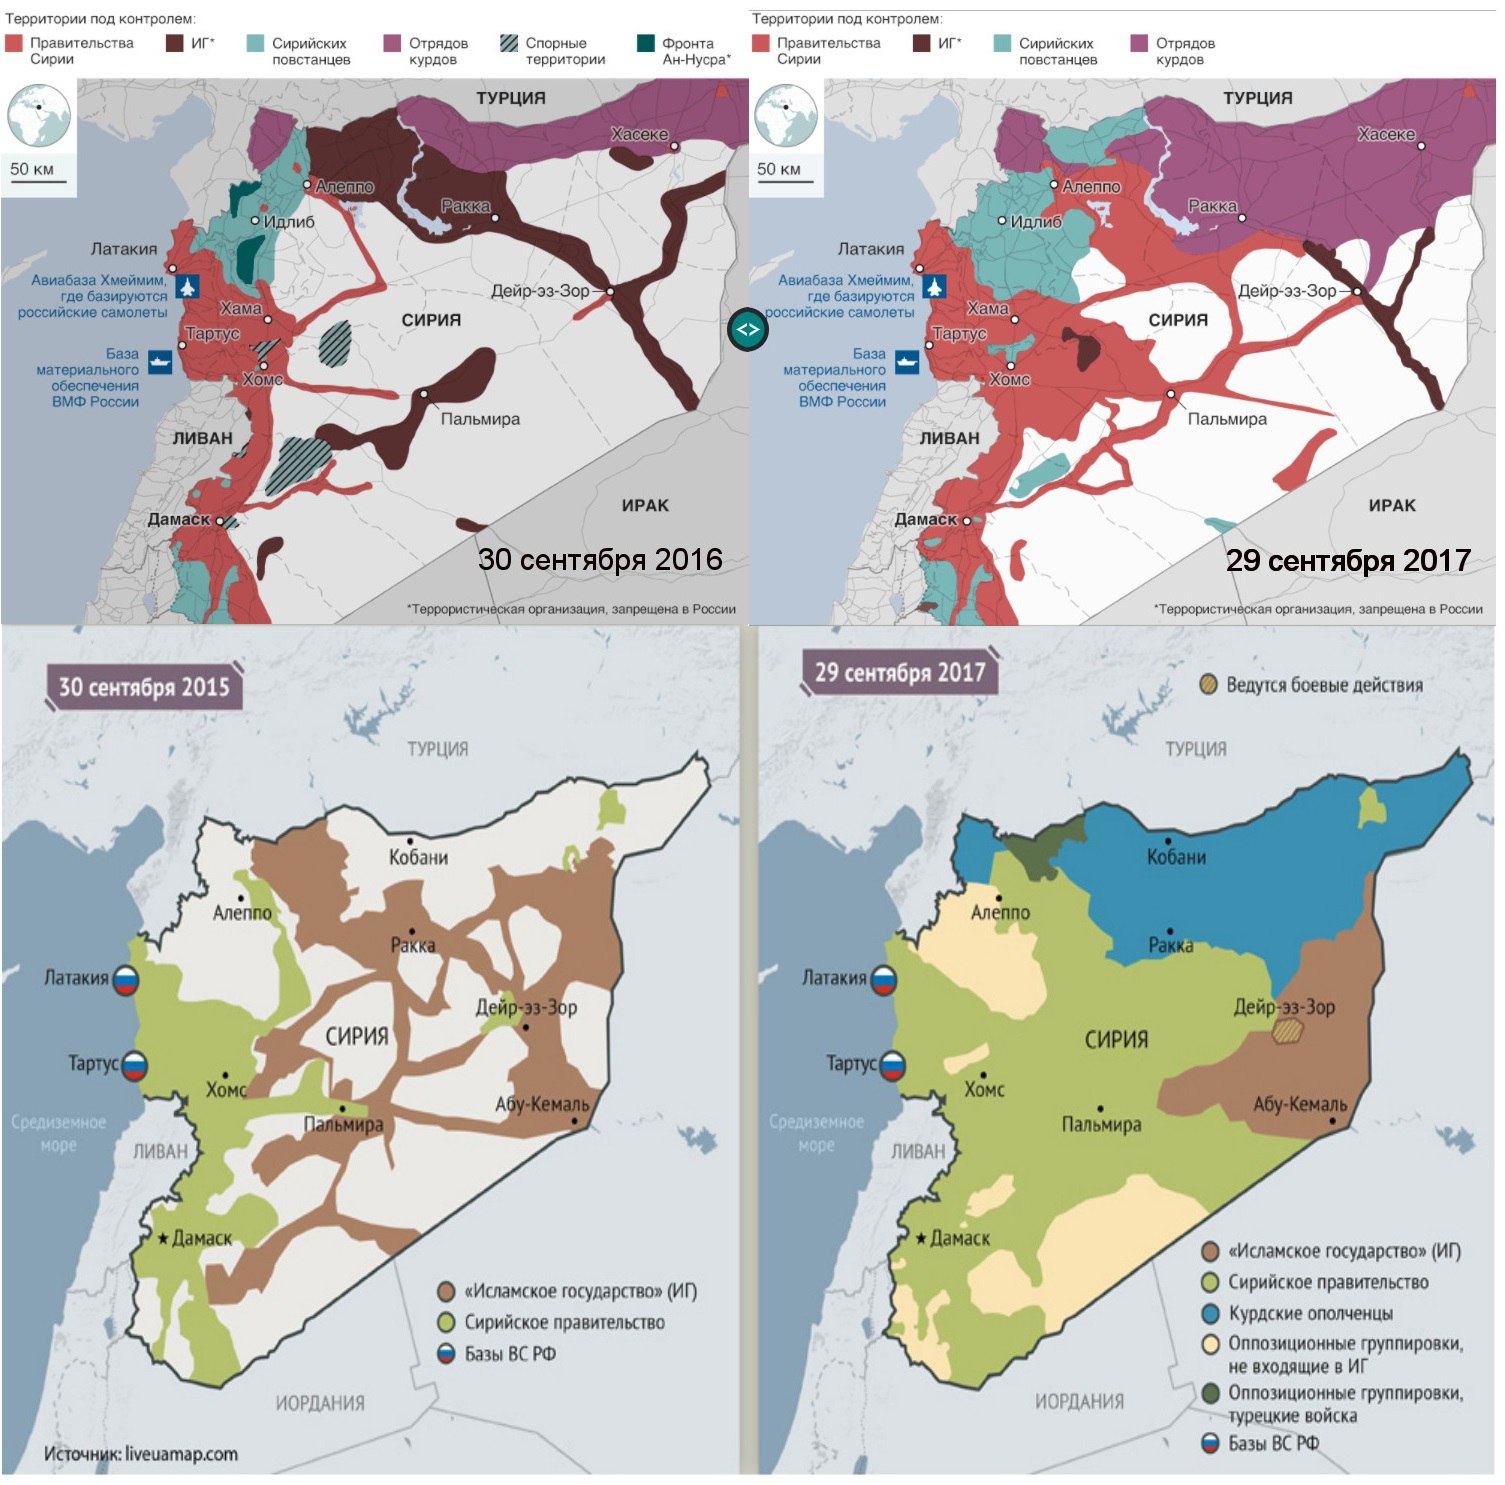 Территории под контролем:
Правительства
Сирии
ИГ*
Сирийских
повстанцев
Отрядов
курдов
Спорные
территории
Фронта
Ан-Нусра*
50 км
ТУРЦИЯ
Хасеке
Алеппо
Ракка
Идлиб
Латакия
Авиабаза Хмеймим,
где базируются
российские самолеты
Дейр-эз-Зор
Хама
СИРИЯ
Тартус
База
материального
обеспечения
ВМФ России
Хомс
Пальмира
ЛИВАН
ИРАК
Дамаск
30 сентября 2016
*Террористическая организация, запрещена в России
Территории под контролем:
Правительства
Сирии
ИГ*
Сирийских
повстанцев
Отрядов
курдов
50 км
ТУРЦИЯ
Хасеке
Алеппо
Ракка
Идлиб
Латакия
Авиабаза Хмеймим,
где базируются
российские самолеты
Дейр-эз-Зор
Хама
СИРИЯ
Тартус
База
материального
обеспечения
ВМФ России
Хомс
Пальмира
ЛИВАН
ИРАК
Дамаск
29 сентября 2017
*Террористическая организация, запрещена в России
<>
30 сентября 2015
ТУРЦИЯ
Кобани
Алеппо
Ракка
Латакия
Дейр-эз-Зор
СИРИЯ
Тартус
Хомс
Абу-Кемаль
Пальмира
Средиземное
море
ЛИВАН
Дамаск
«Исламское государство» (ИГ)
Сирийское правительство
Базы ВС РФ
ИОРДАНИЯ
Источник: liveuamap.com
29 сентября 2017
Ведутся боевые действия
ТУРЦИЯ
Кобани
Алеппо
Ракка
Латакия
Дейр-эз-Зор
СИРИЯ
Тартус
Хомс
Абу-Кемаль
Пальмира
Средиземное
море
ЛИВАН
Дамаск
«Исламское государство» (ИГ)
Сирийское правительство
Курдские ополченцы
Оппозиционные группировки,
не входящие в ИГ
Оппозиционные группировки,
турецкие войска
Базы ВС РФ
ИОРДАНИЯ